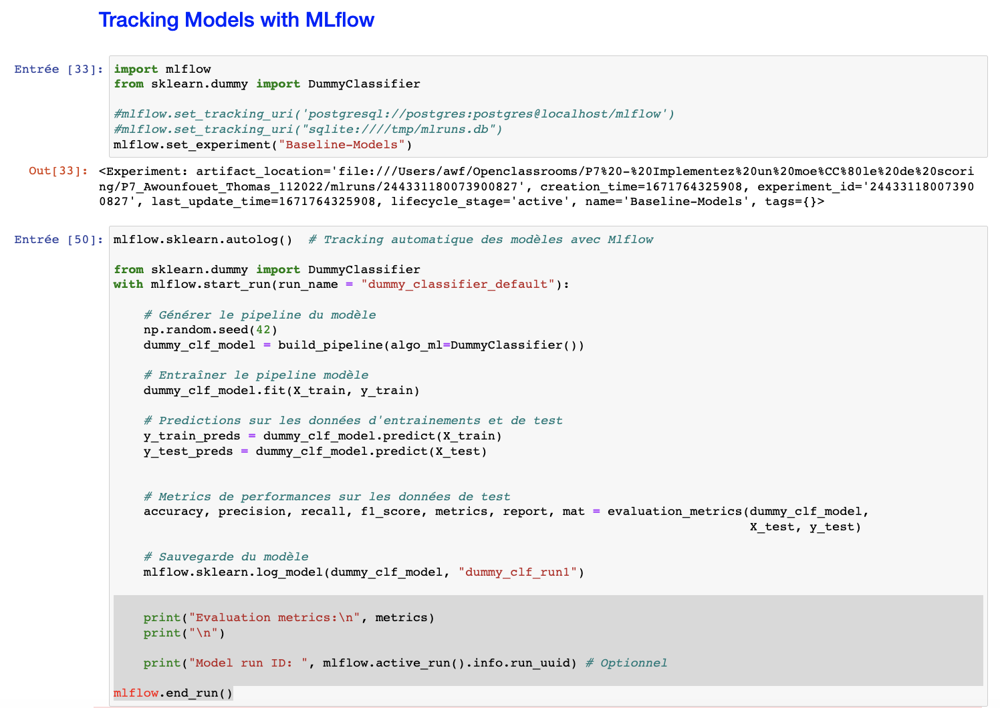 Tracking Models with MLflow
Entrée [33]:
import mlflow
from sklearn.dummy import DummyClassifier
#mlflow.set_tracking_uri('postgresql://postgres:postgres@localhost/mlflow')
#mlflow.set_tracking_uri("sqlite:////tmp/mlruns.db")
mlflow.set_experiment("Baseline-Models")
Out[33]:
<Experiment: artifact_location='file:///Users/awf/Openclassrooms/P7%20-%20Implementez%20un%20moe%CC%80le%20de%20scori
ng/P7_Awounfouet_Thomas_112022/mlruns/244331180073900827', creation_time=1671764325908, experiment_id='24433118007390
0827', last_update_time=1671764325908, lifecycle_stage='active', name='Baseline-Models', tags={}>
Entrée [50]:
mlflow.sklearn.autolog()  # Tracking automatique des modèles avec Mlflow
from sklearn.dummy import DummyClassifier
with mlflow.start_run(run_name = "dummy_classifier_default"):
    # Générer le pipeline du modèle
    np.random.seed(42)
    dummy_clf_model = build_pipeline(algo_ml=DummyClassifier())
    # Entraîner le pipeline modèle
    dummy_clf_model.fit(X_train, y_train)
    # Predictions sur les données d'entrainements et de test
    y_train_preds = dummy_clf_model.predict(X_train)
    y_test_preds = dummy_clf_model.predict(X_test)
    # Metrics de performances sur les données de test
    accuracy, precision, recall, f1_score, metrics, report, mat = evaluation_metrics(dummy_clf_model,
                                                                                     X_test, y_test)
    # Sauvegarde du modèle
    mlflow.sklearn.log_model(dummy_clf_model, "dummy_clf_run1")
    print("Evaluation metrics:\n", metrics)
    print("\n")
    print("Model run ID: ", mlflow.active_run().info.run_uuid) # Optionnel
mlflow.end_run()